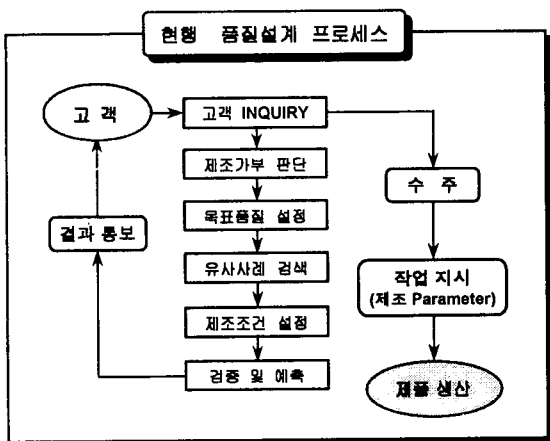 현행 품질설계 프로세스
고 객
고객 INQUIRY
제조가부 판단
목표품질 설정
유사사례 검색
제조조건 설정
검증 및 예측
결과 통보
수 주
작업 지시
(제조 Parameter)
제품 생산